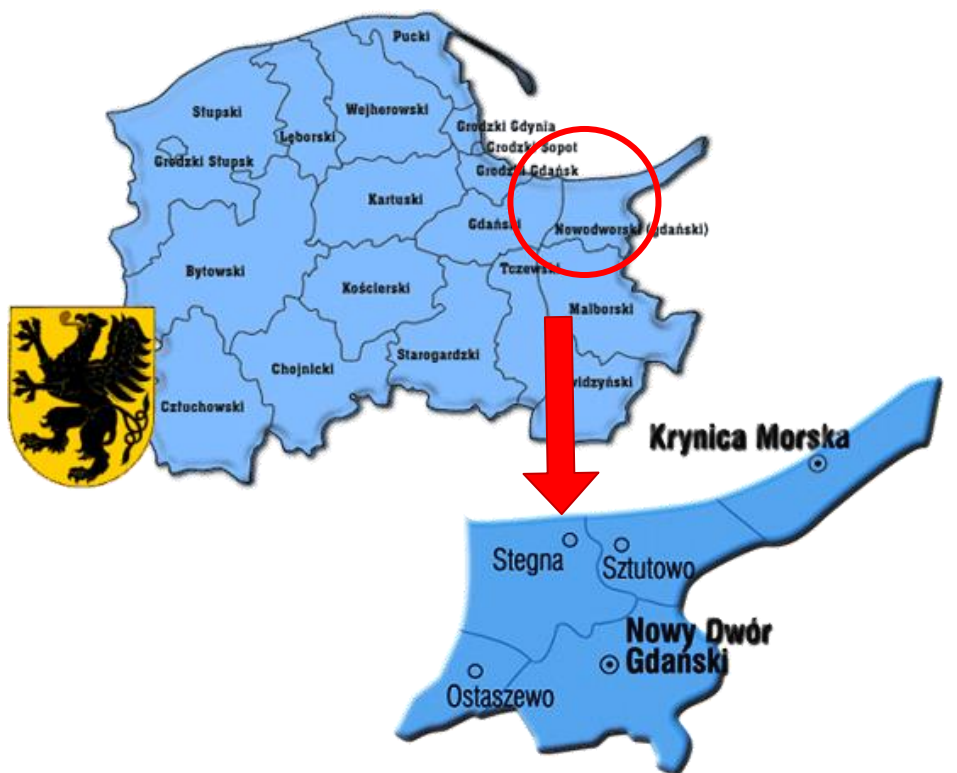 Pucki
Słupski
Wejherowski
Lęborski
Grodzki Gdynia
Grodzki Sopot
Grodzki Słupsk
Grodzki Gdańsk
Kartuski
Gdański
Nowodworski (gdański)
Bytowski
Tczewski
Kościerski
Malborski
Starogardzki
Chojnicki
widzyński
Człuchowski
Krynica Morska
Stegna
Sztutowo
Nowy Dwór
Gdański
Ostaszewo